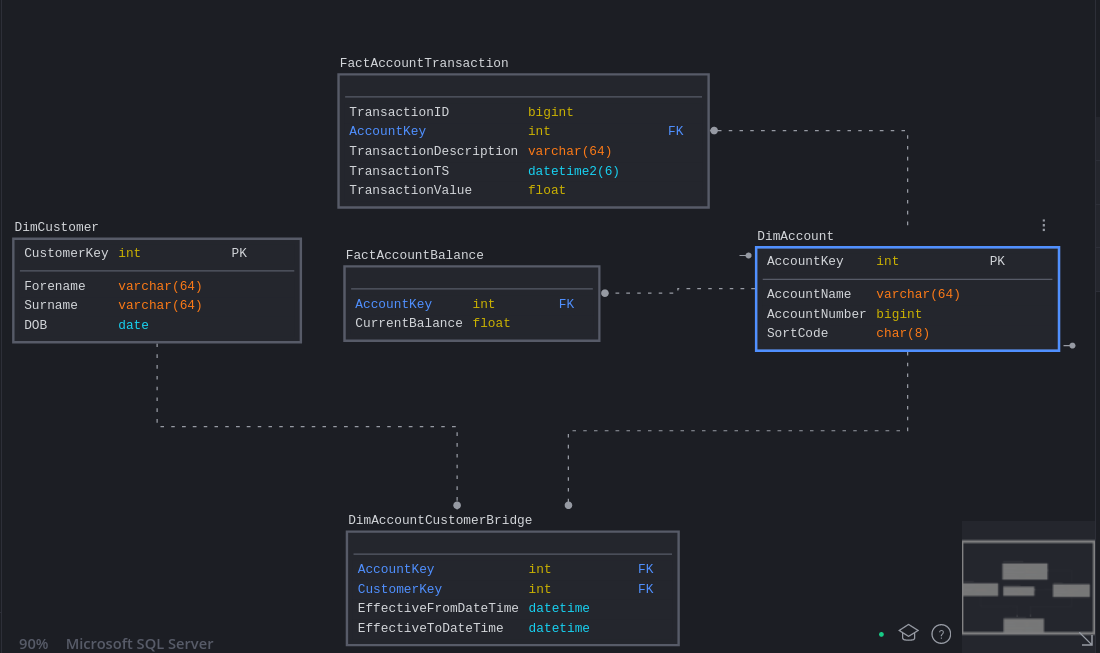 FactAccountTransaction
TransactionID bigint
AccountKey int FK
TransactionDescription varchar(64)
TransactionTS datetime2(6)
TransactionValue float
DimCustomer
CustomerKey int PK
Forename varchar(64)
Surname varchar(64)
DOB date
FactAccountBalance
AccountKey int FK
CurrentBalance float
DimAccount
AccountKey int PK
AccountName varchar(64)
AccountNumber bigint
SortCode char(8)
DimAccountCustomerBridge
AccountKey int FK
CustomerKey int FK
EffectiveFromDateTime datetime
EffectiveToDateTime datetime
90% Microsoft SQL Server
?